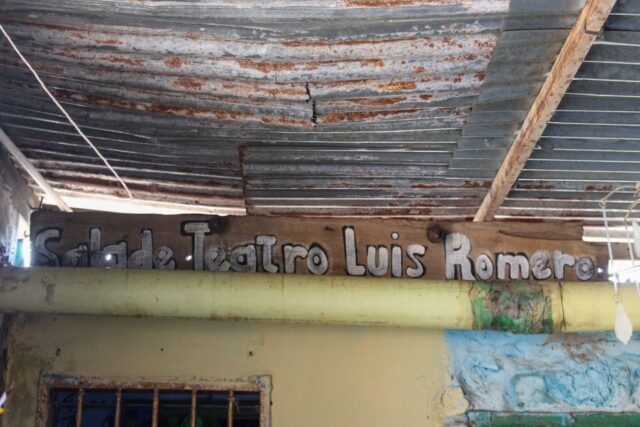 Sala de Teatro Luis Romero